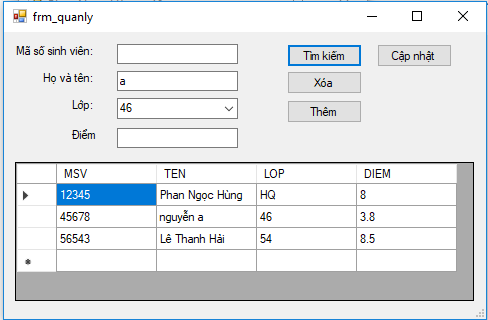 frm_quanly
Mã số sinh viên:
Tìm kiếm
Cập nhật
Họ và tên:
a
Xóa
Lớp:
46
Thêm
Điểm
MSV TEN LOP DIEM
12345 Phan Ngọc Hùng HQ 8
45678 nguyễn a 46 3.8
56543 Lê Thanh Hải 54 8.5